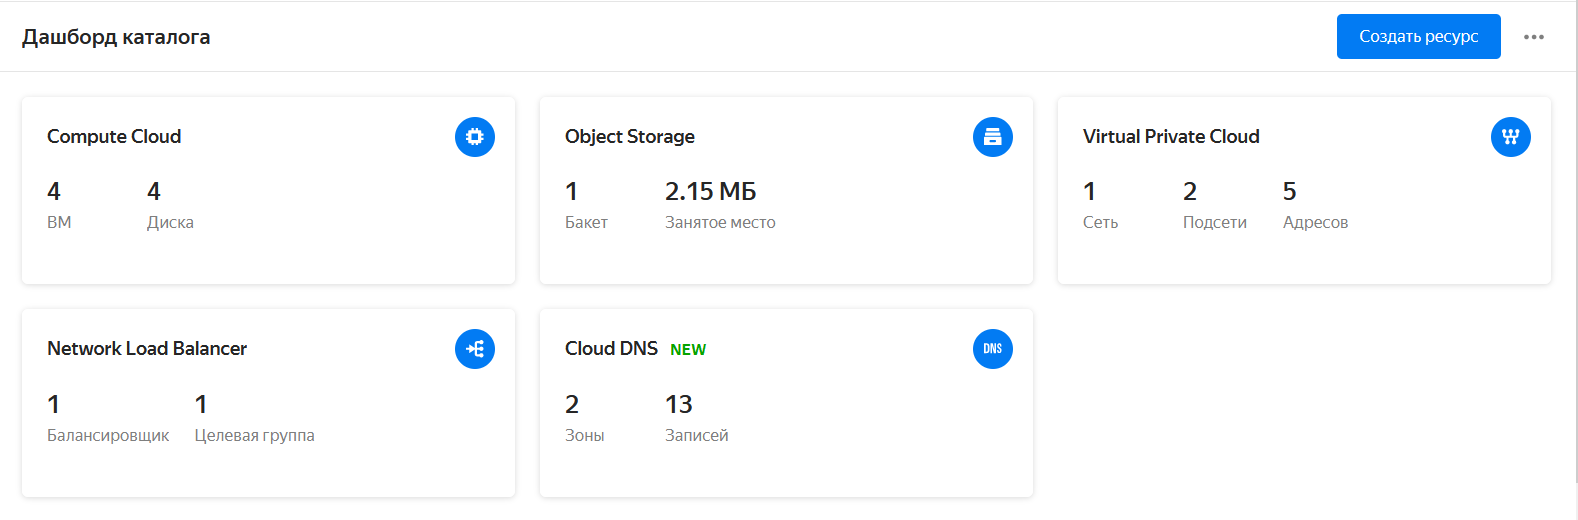 Дашборд каталога
Создать ресурс
Compute Cloud
4 4
ВМ Диска
Object Storage
1 2.15 МБ
Бакет Занятое место
Virtual Private Cloud
1 2 5
Сеть Подсети Адресов
Network Load Balancer
1 1
Балансировщик Целевая группа
Cloud DNS NEW
DNS
2 13
Зоны Записей